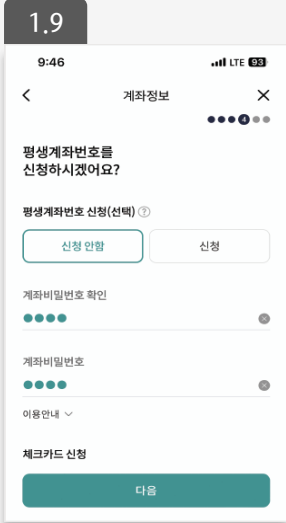 1.9
9:46
LTE 93
계좌정보
4
평생계좌번호를
신청하시겠어요?
평생계좌번호 신청(선택) ?
신청 안함
신청
계좌비밀번호 확인
계좌비밀번호
이용안내
체크카드 신청
다음